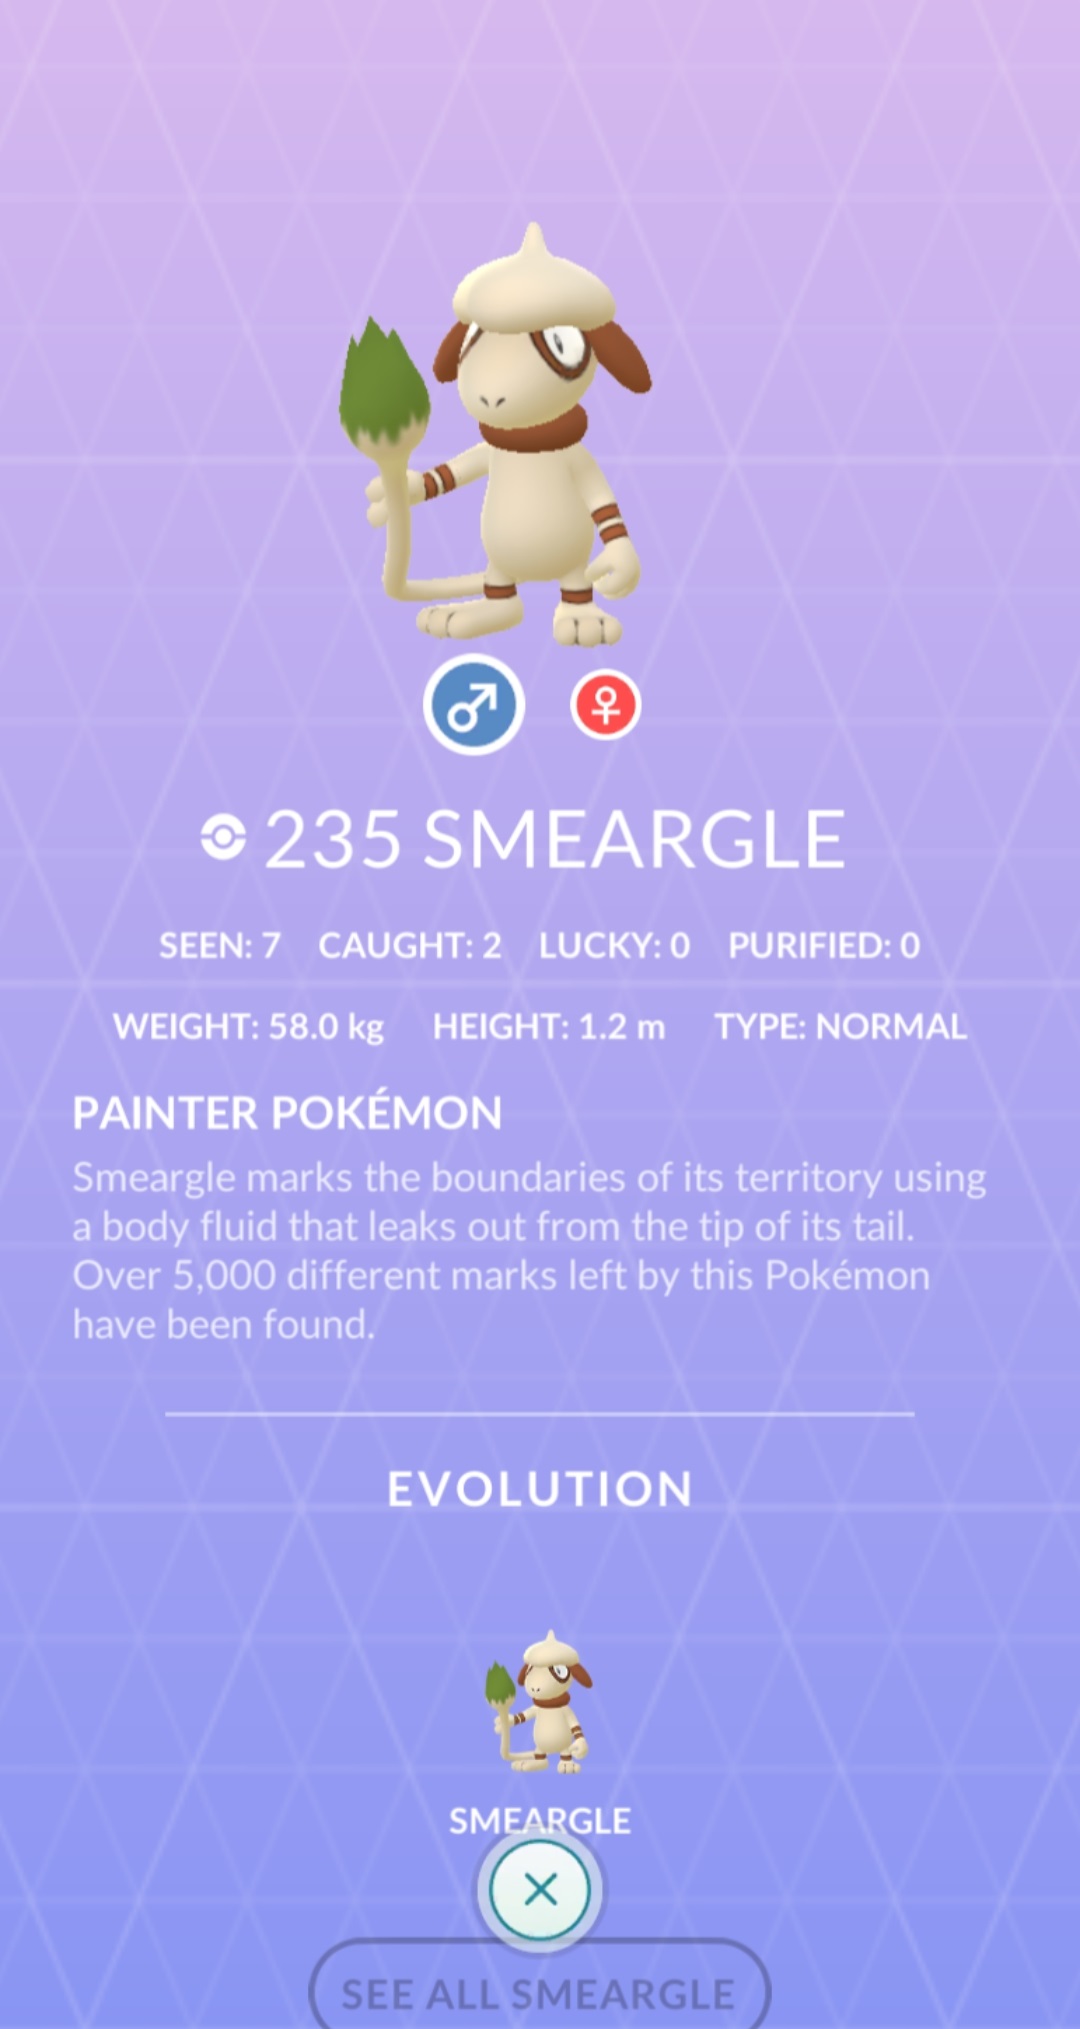 235 SMEARGLE
SEEN: 7 CAUGHT: 2 LUCKY: 0 PURIFIED: 0
WEIGHT: 58.0 kg HEIGHT: 1.2 m TYPE: NORMAL
PAINTER POKÉMON
Smeargle marks the boundaries of its territory using
a body fluid that leaks out from the tip of its tail.
Over 5,000 different marks left by this Pokémon
have been found.
EVOLUTION
SMEARGLE
SEE ALL SMEARGLE